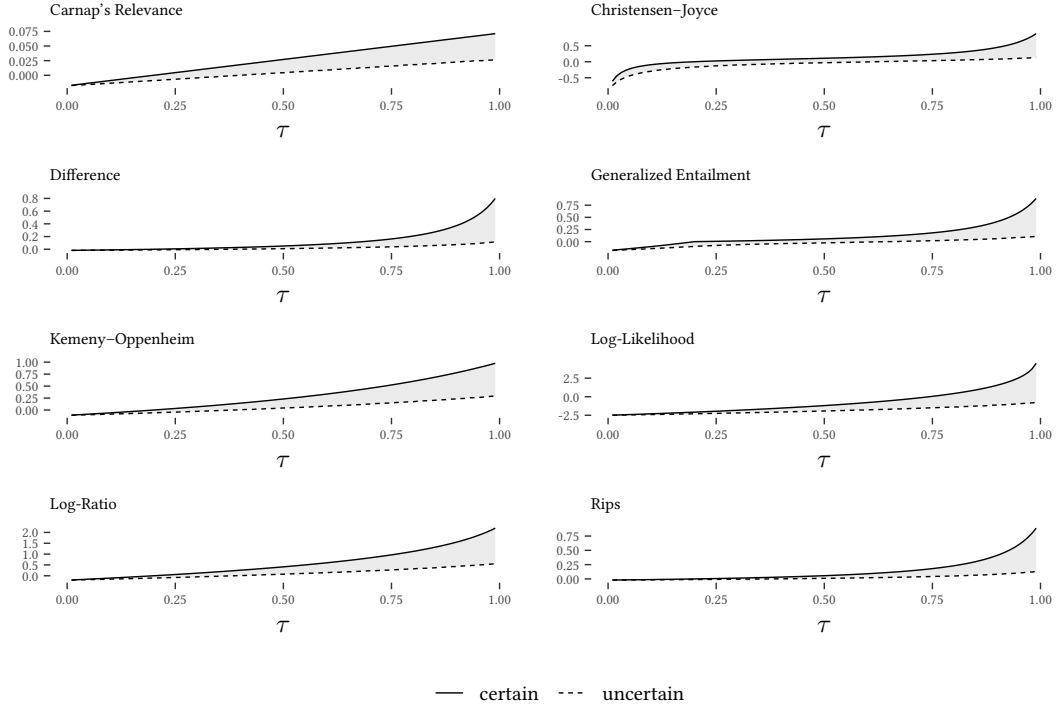 Carnap's Relevance
0.075
0.050
0.025
0.000
0.00 0.25 0.50 0.75 1.00
τ
Christensen–Joyce
0.5
0.0
−0.5
0.00 0.25 0.50 0.75 1.00
τ
Difference
0.8
0.6
0.4
0.2
0.0
0.00 0.25 0.50 0.75 1.00
τ
Generalized Entailment
0.75
0.50
0.25
0.00
0.00 0.25 0.50 0.75 1.00
τ
Kemeny–Oppenheim
1.00
0.75
0.50
0.25
0.00
0.00 0.25 0.50 0.75 1.00
τ
Log-Likelihood
2.5
0.0
−2.5
0.00 0.25 0.50 0.75 1.00
τ
Log-Ratio
2.0
1.5
1.0
0.5
0.0
0.00 0.25 0.50 0.75 1.00
τ
Rips
0.75
0.50
0.25
0.00
0.00 0.25 0.50 0.75 1.00
τ
certain uncertain